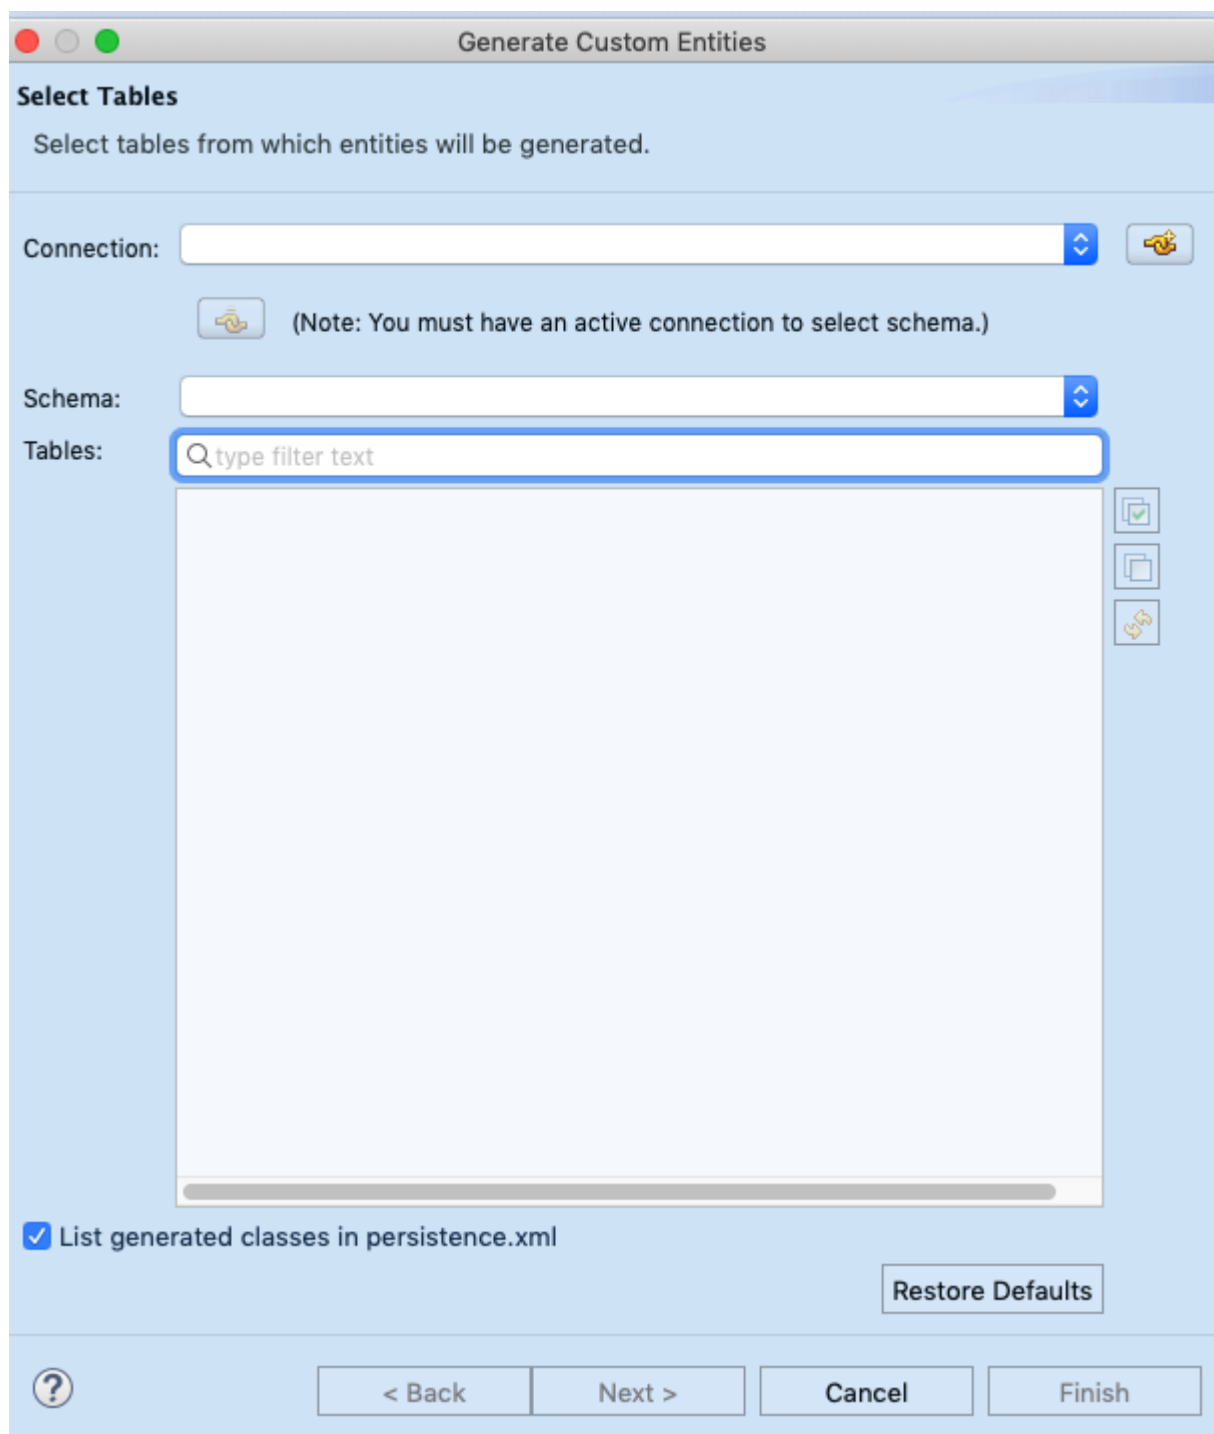 Generate Custom Entities
Select Tables
Select tables from which entities will be generated.
Connection:
(Note: You must have an active connection to select schema.)
Schema:
Tables:
type filter text
List generated classes in persistence.xml
Restore Defaults
?
< Back
Next >
Cancel
Finish